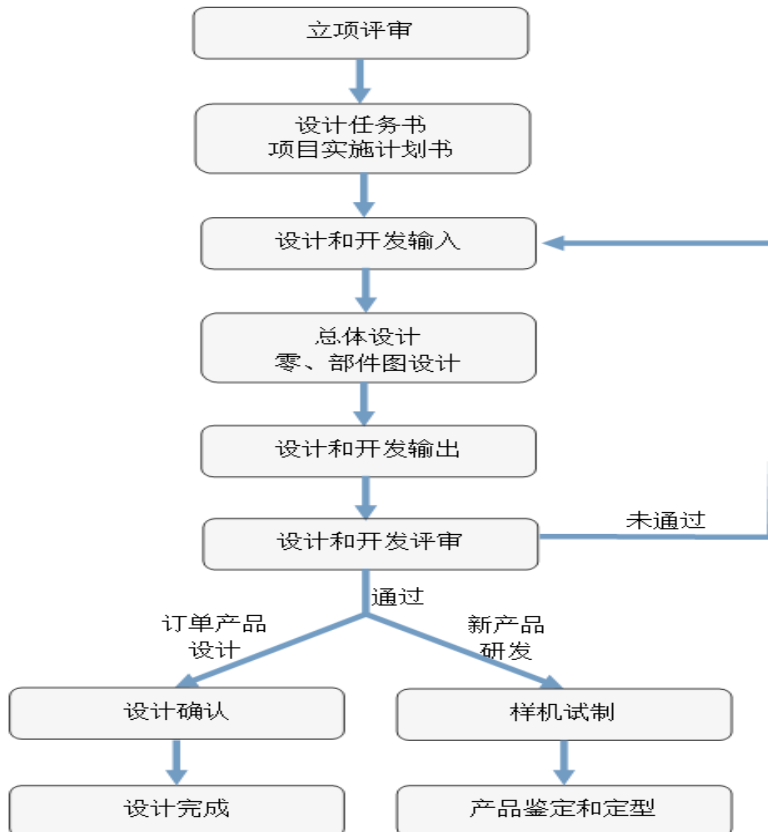 立项评审
设计任务书
项目实施计划书
设计和开发输入
总体设计
零、部件图设计
设计和开发输出
设计和开发评审
未通过
通过
订单产品
设计
新产品
研发
设计确认
样机试制
设计完成
产品鉴定和定型